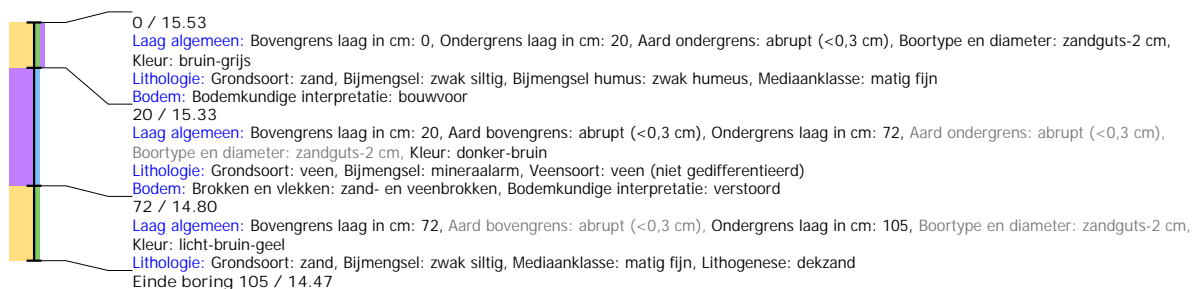 0 / 15.53
Laag algemeen: Bovengrens laag in cm: 0, Ondergrens laag in cm: 20, Aard ondergrens: abrupt (<0,3 cm), Boortype en diameter: zandguts-2 cm,
Kleur: bruin-grijs
Lithologie: Grondsoort: zand, Bijmengsel: zwak siltig, Bijmengsel humus: zwak humeus, Mediaanklasse: matig fijn
Bodem: Bodemkundige interpretatie: bouwvoor
20 / 15.33
Laag algemeen: Bovengrens laag in cm: 20, Aard bovengrens: abrupt (<0,3 cm), Ondergrens laag in cm: 72, Aard ondergrens: abrupt (<0,3 cm),
Boortype en diameter: zandguts-2 cm, Kleur: donker-bruin
Lithologie: Grondsoort: veen, Bijmengsel: mineraalarm, Veensoort: veen (niet gedifferentieerd)
Bodem: Brokken en vlekken: zand- en veenbrokken, Bodemkundige interpretatie: verstoord
72 / 14.80
Laag algemeen: Bovengrens laag in cm: 72, Aard bovengrens: abrupt (<0,3 cm), Ondergrens laag in cm: 105, Boortype en diameter: zandguts-2 cm,
Kleur: licht-bruin-geel
Lithologie: Grondsoort: zand, Bijmengsel: zwak siltig, Mediaanklasse: matig fijn, Lithogenese: dekzand
Einde boring 105 / 14.47